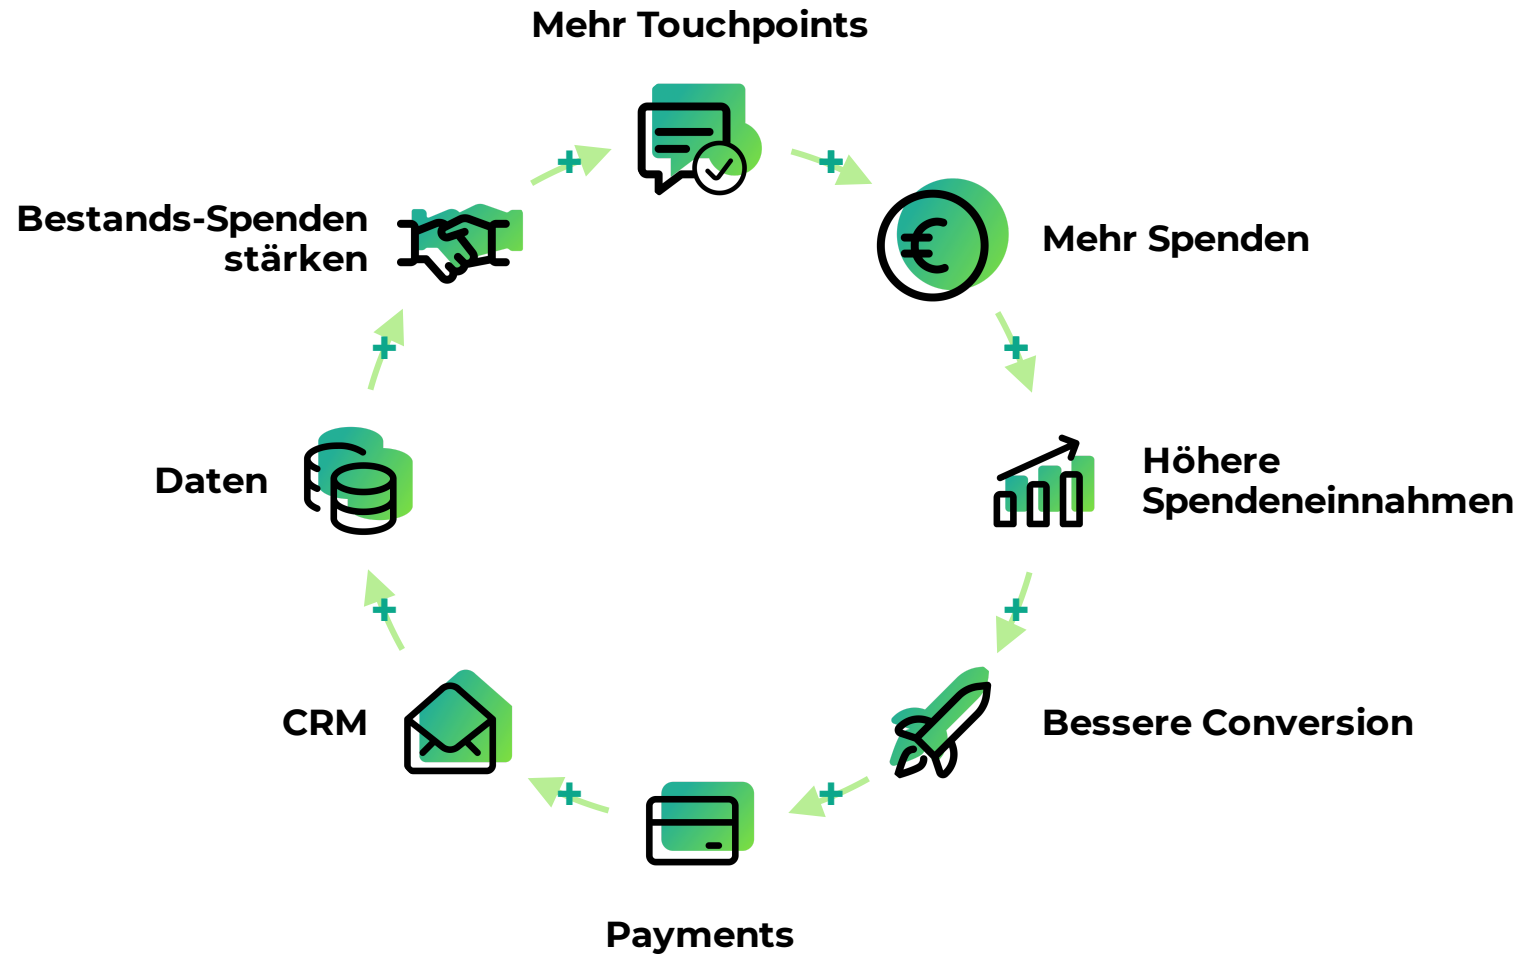 Mehr Touchpoints
Mehr Spenden
Höhere
Spendeneinnahmen
Bessere Conversion
Payments
CRM
Daten
Bestands-Spenden
stärken